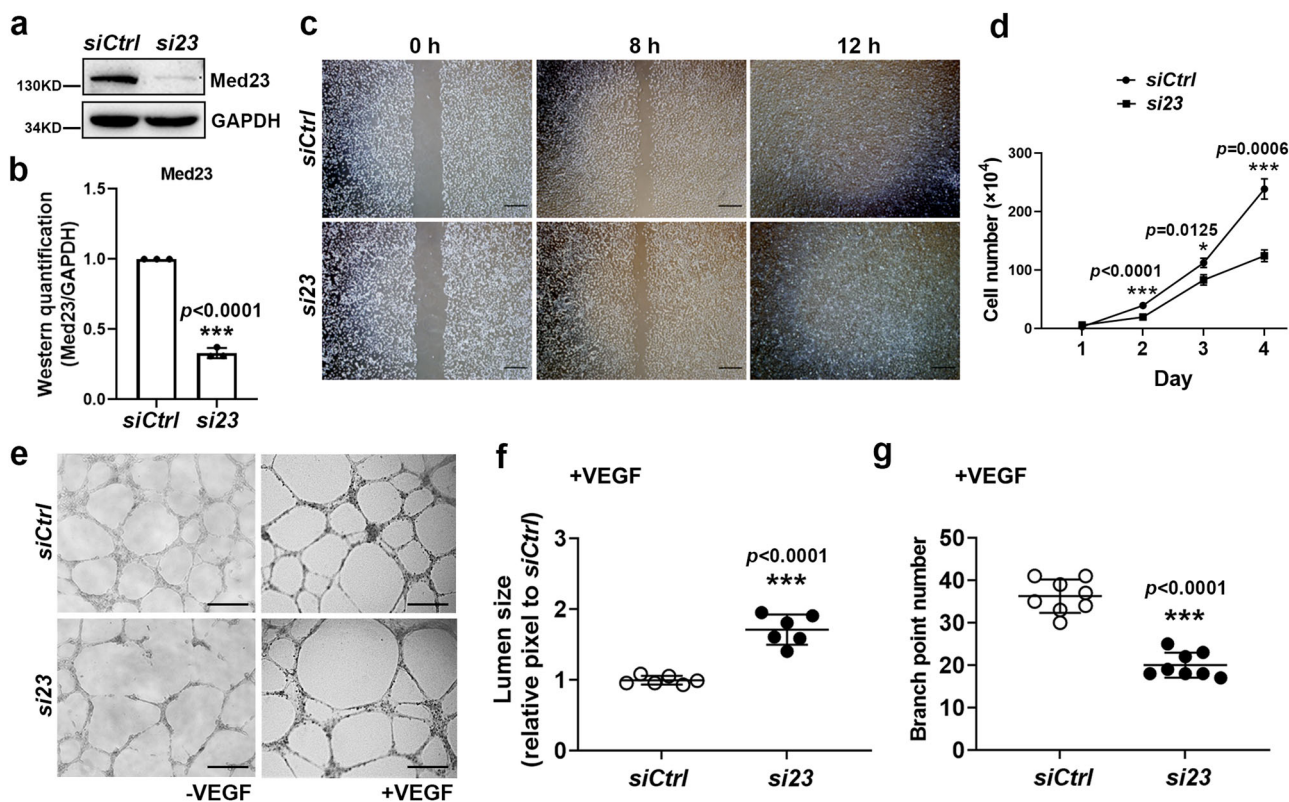 a
siCtrl si23
130KD Med23
34KD GAPDH
b
Med23
Western quantification
(Med23/GAPDH)
1.5
1.0
0.5
0.0
p<0.0001
***
siCtrl si23
c
0 h 8 h 12 h
siCtrl
si23
d
siCtrl
si23
Cell number (×10⁴)
300
200
100
0
p<0.0001
***
p=0.0125
*
p=0.0006
***
1 2 3 4
Day
e
siCtrl
si23
-VEGF +VEGF
f
+VEGF
Lumen size
(relative pixel to siCtrl)
3
2
1
0
p<0.0001
***
siCtrl si23
g
+VEGF
Branch point number
50
40
30
20
10
0
p<0.0001
***
siCtrl si23